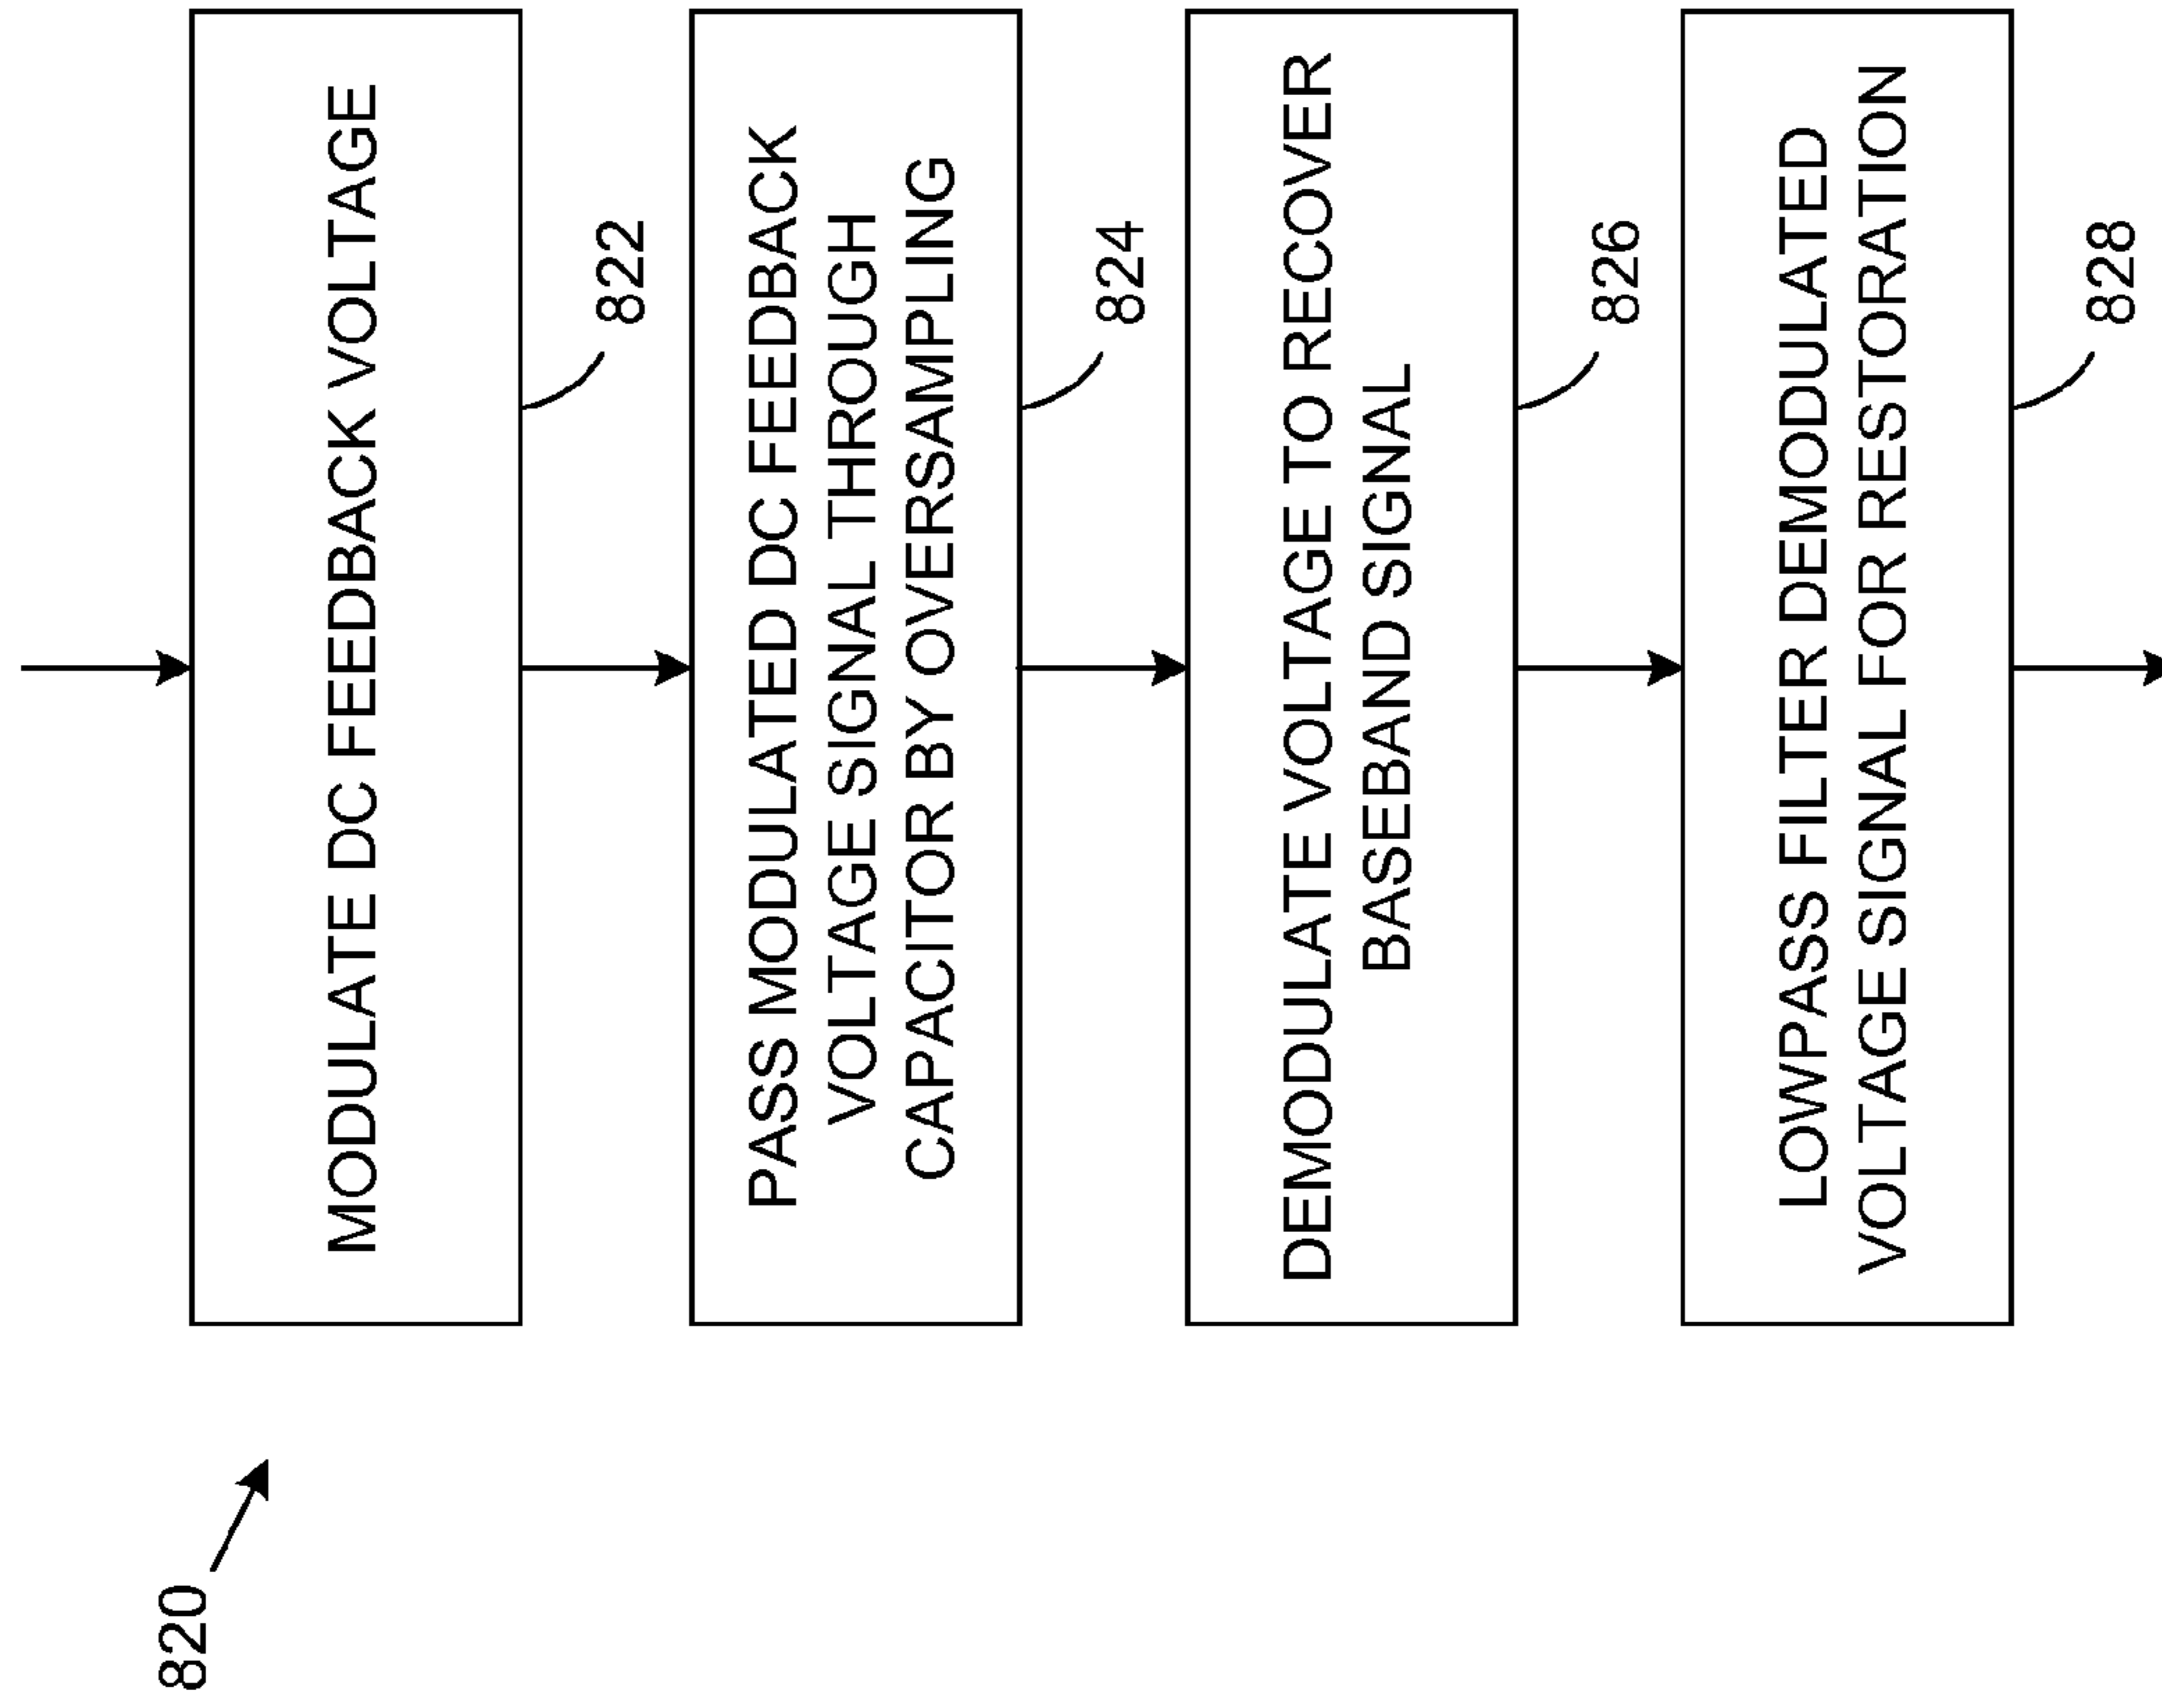 820
MODULATE DC FEEDBACK VOLTAGE
822
PASS MODULATED DC FEEDBACK
VOLTAGE SIGNAL THROUGH
CAPACITOR BY OVERSAMPLING
824
DEMODULATE VOLTAGE TO RECOVER
BASEBAND SIGNAL
826
LOWPASS FILTER DEMODULATED
VOLTAGE SIGNAL FOR RESTORATION
828